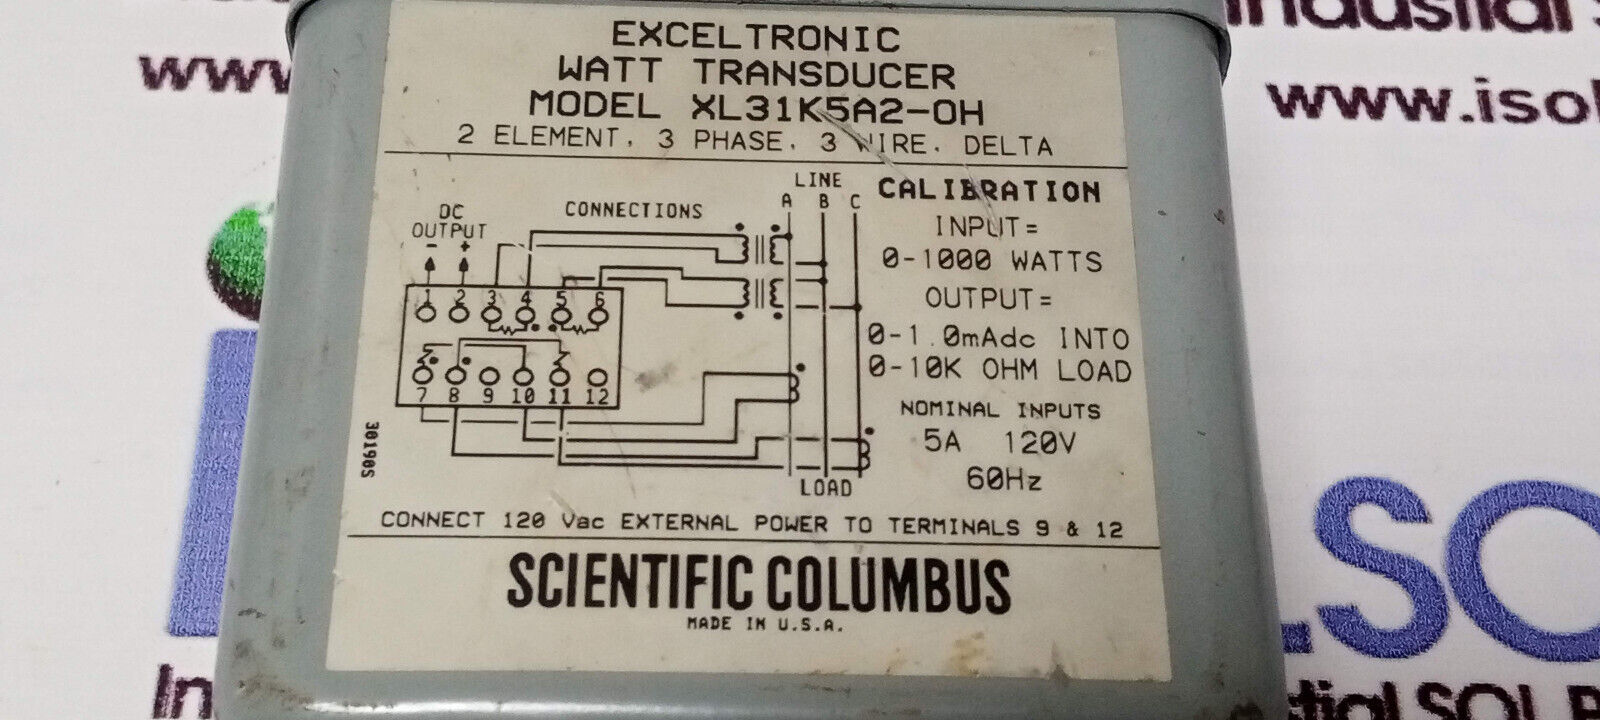 EXCELTRONIC
WATT TRANSDUCER
MODEL XL31K5A2-OH
2 ELEMENT, 3 PHASE, 3 WIRE, DELTA
LINE
A B C
CONNECTIONS
DC
OUTPUT
- +
1 2 3 4 5 6
7 8 9 10 11 12
30190S
LOAD
CALIBRATION
INPUT=
0-1000 WATTS
OUTPUT=
0-1.0mAdc INTO
0-10K OHM LOAD
NOMINAL INPUTS
5A 120V
60Hz
CONNECT 120 Vac EXTERNAL POWER TO TERMINALS 9 & 12
SCIENTIFIC COLUMBUS
MADE IN U.S.A.
www
www.isol
LSO
In